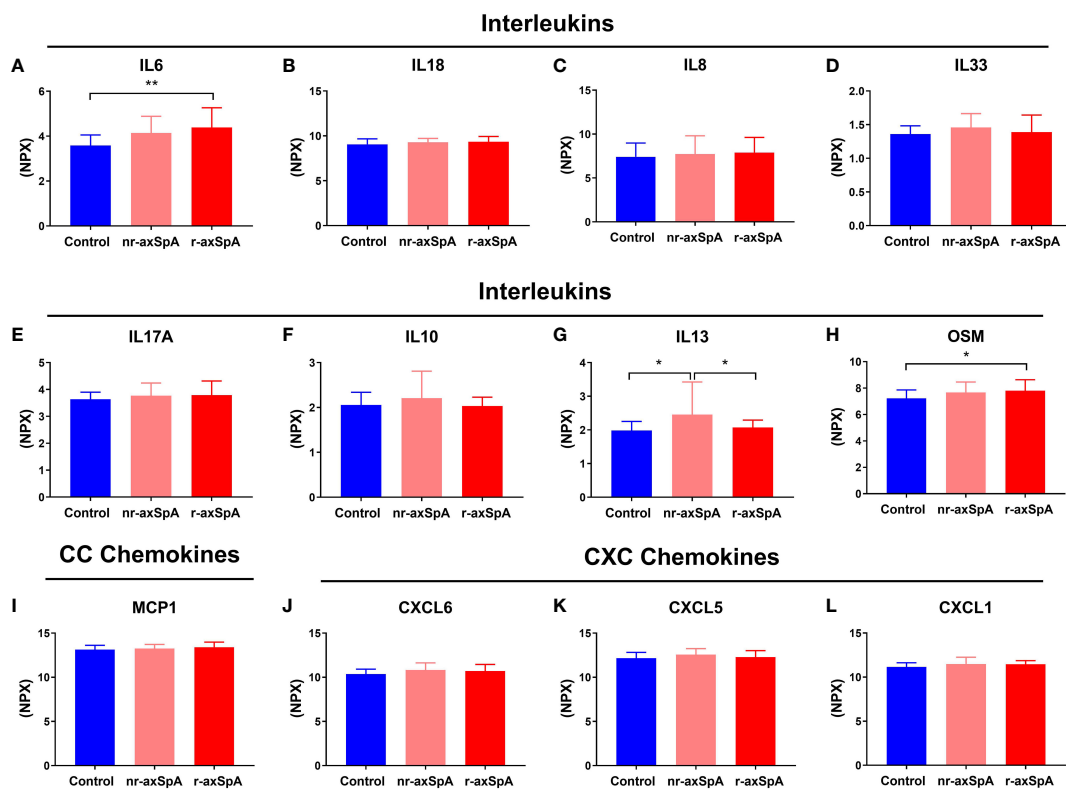 Interleukins
A IL6 B IL18 C IL8 D IL33
**
(NPX) 6 4 2 0 Control nr-axSpA r-axSpA
(NPX) 15 10 5 0 Control nr-axSpA r-axSpA
(NPX) 15 10 5 0 Control nr-axSpA r-axSpA
(NPX) 2.0 1.5 1.0 0.5 0.0 Control nr-axSpA r-axSpA
Interleukins
E IL17A F IL10 G IL13 H OSM
* * *
(NPX) 5 4 3 2 1 0 Control nr-axSpA r-axSpA
(NPX) 3 2 1 0 Control nr-axSpA r-axSpA
(NPX) 4 3 2 1 0 Control nr-axSpA r-axSpA
(NPX) 10 8 6 4 2 0 Control nr-axSpA r-axSpA
CC Chemokines CXC Chemokines
I MCP1 J CXCL6 K CXCL5 L CXCL1
(NPX) 15 10 5 0 Control nr-axSpA r-axSpA
(NPX) 15 10 5 0 Control nr-axSpA r-axSpA
(NPX) 15 10 5 0 Control nr-axSpA r-axSpA
(NPX) 15 10 5 0 Control nr-axSpA r-axSpA